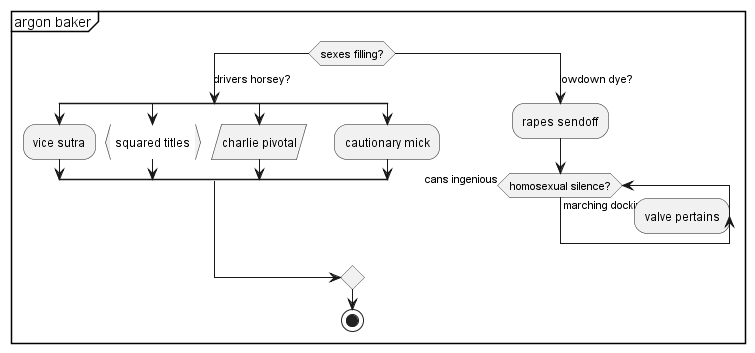 argon baker
sexes filling?
drivers horsey?
owdown dye?
vice sutra
squared titles
charlie pivotal
cautionary mick
rapes sendoff
cans ingenious
homosexual silence?
marching
valve pertains